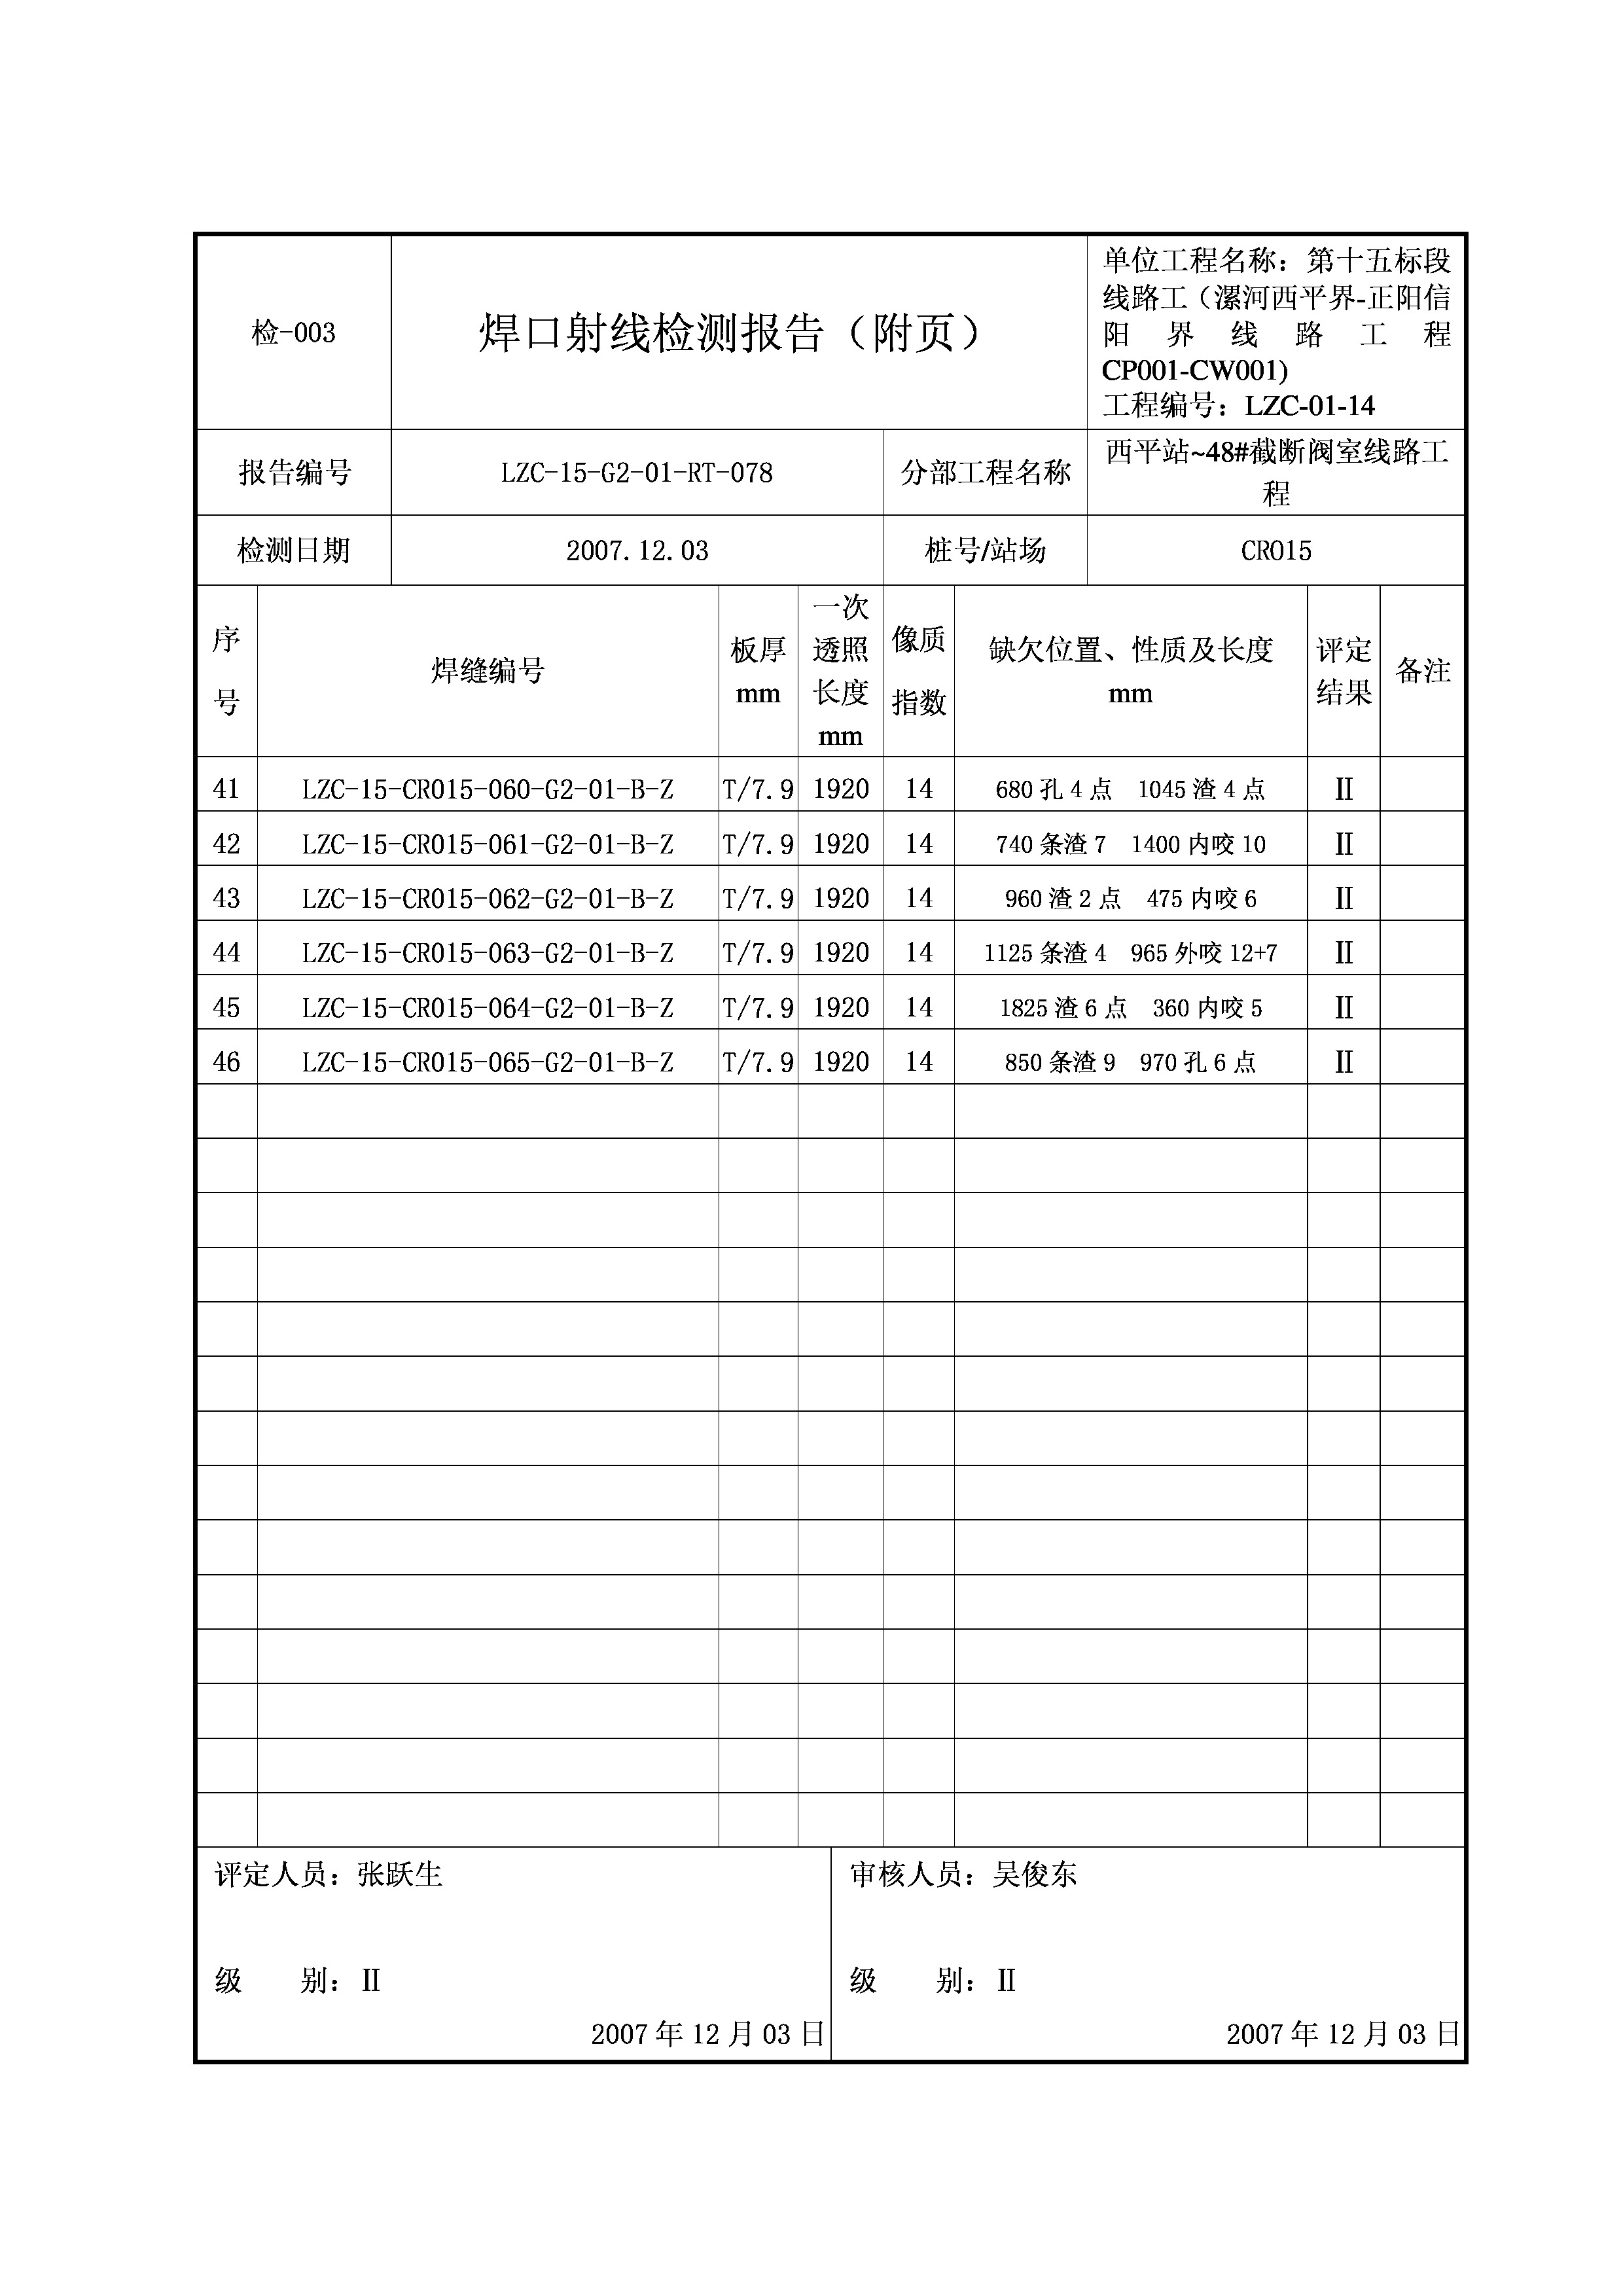 检-003
焊口射线检测报告（附页）
单位工程名称：第十五标段
线路工（漯河西平界-正阳信
阳界线路工程
CP001-CW001)
工程编号：LZC-01-14
报告编号
LZC-15-G2-01-RT-078
分部工程名称
西平站~48#截断阀室线路工
程
检测日期
2007.12.03
桩号/站场
CR015
序
号
焊缝编号
板厚
mm
一次
透照
长度
mm
像质
指数
缺欠位置、性质及长度
mm
评定
结果
备注
41 LZC-15-CR015-060-G2-01-B-Z T/7.9 1920 14 680 孔 4 点 1045 渣 4 点 Ⅱ
42 LZC-15-CR015-061-G2-01-B-Z T/7.9 1920 14 740 条渣 7 1400 内咬 10 Ⅱ
43 LZC-15-CR015-062-G2-01-B-Z T/7.9 1920 14 960 渣 2 点 475 内咬 6 Ⅱ
44 LZC-15-CR015-063-G2-01-B-Z T/7.9 1920 14 1125 条渣 4 965 外咬 12+7 Ⅱ
45 LZC-15-CR015-064-G2-01-B-Z T/7.9 1920 14 1825 渣 6 点 360 内咬 5 Ⅱ
46 LZC-15-CR015-065-G2-01-B-Z T/7.9 1920 14 850 条渣 9 970 孔 6 点 Ⅱ
评定人员：张跃生
级 别：Ⅱ
2007 年 12 月 03 日
审核人员：吴俊东
级 别：Ⅱ
2007 年 12 月 03 日